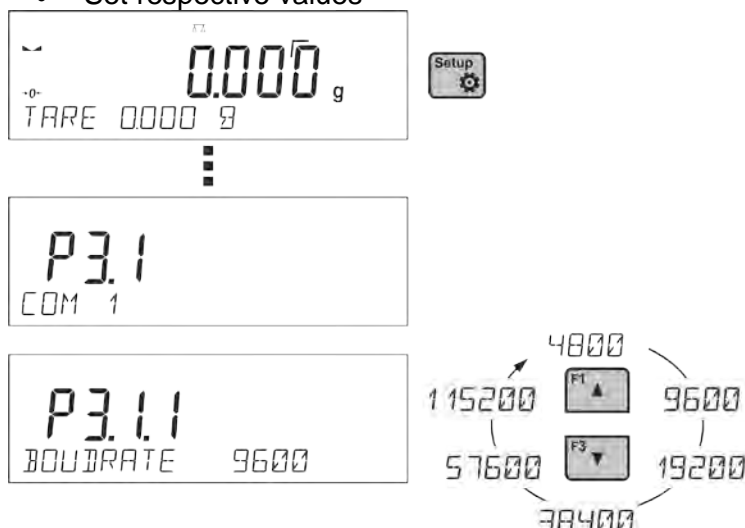 • Set respective values
0.000 g
→0←
TARE 0.000 g
Setup
P3.1
COM 1
P3.1.1
BOUDRATE 9600
4800
F1
115200
9600
F3
57600
19200
38400